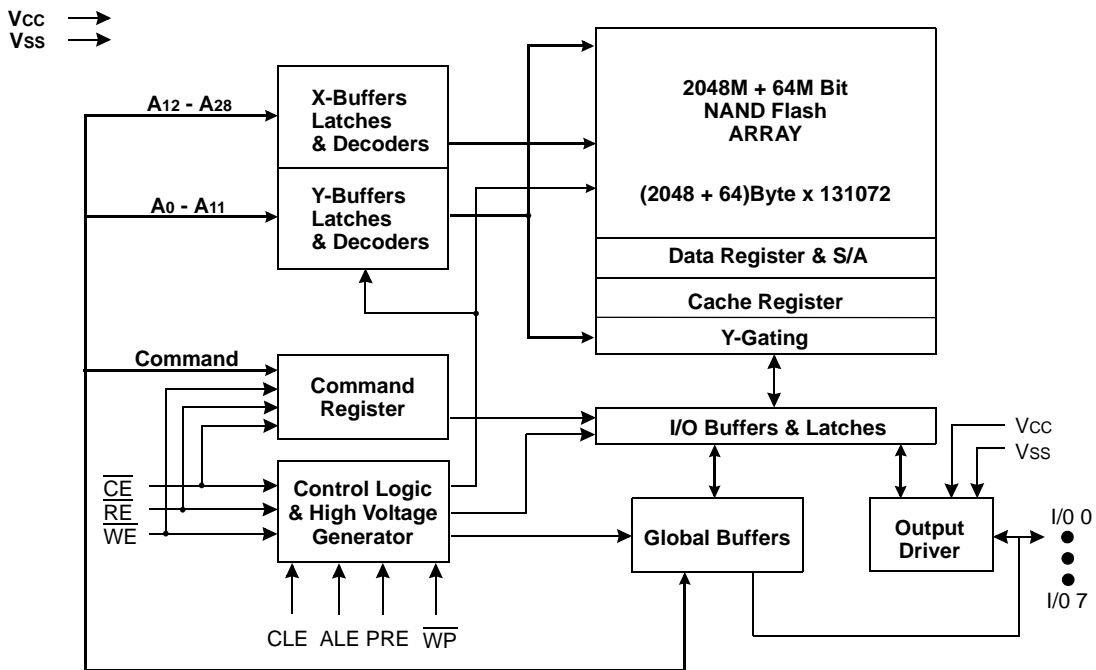 VCC
VSS
A12 - A28
X-Buffers
Latches
& Decoders
2048M + 64M Bit
NAND Flash
ARRAY
(2048 + 64)Byte x 131072
A0 - A11
Y-Buffers
Latches
& Decoders
Data Register & S/A
Cache Register
Y-Gating
Command
Command
Register
I/O Buffers & Latches
VCC
VSS
CE
RE
WE
Control Logic
& High Voltage
Generator
Global Buffers
Output
Driver
I/0 0
I/0 7
CLE ALE PRE WP